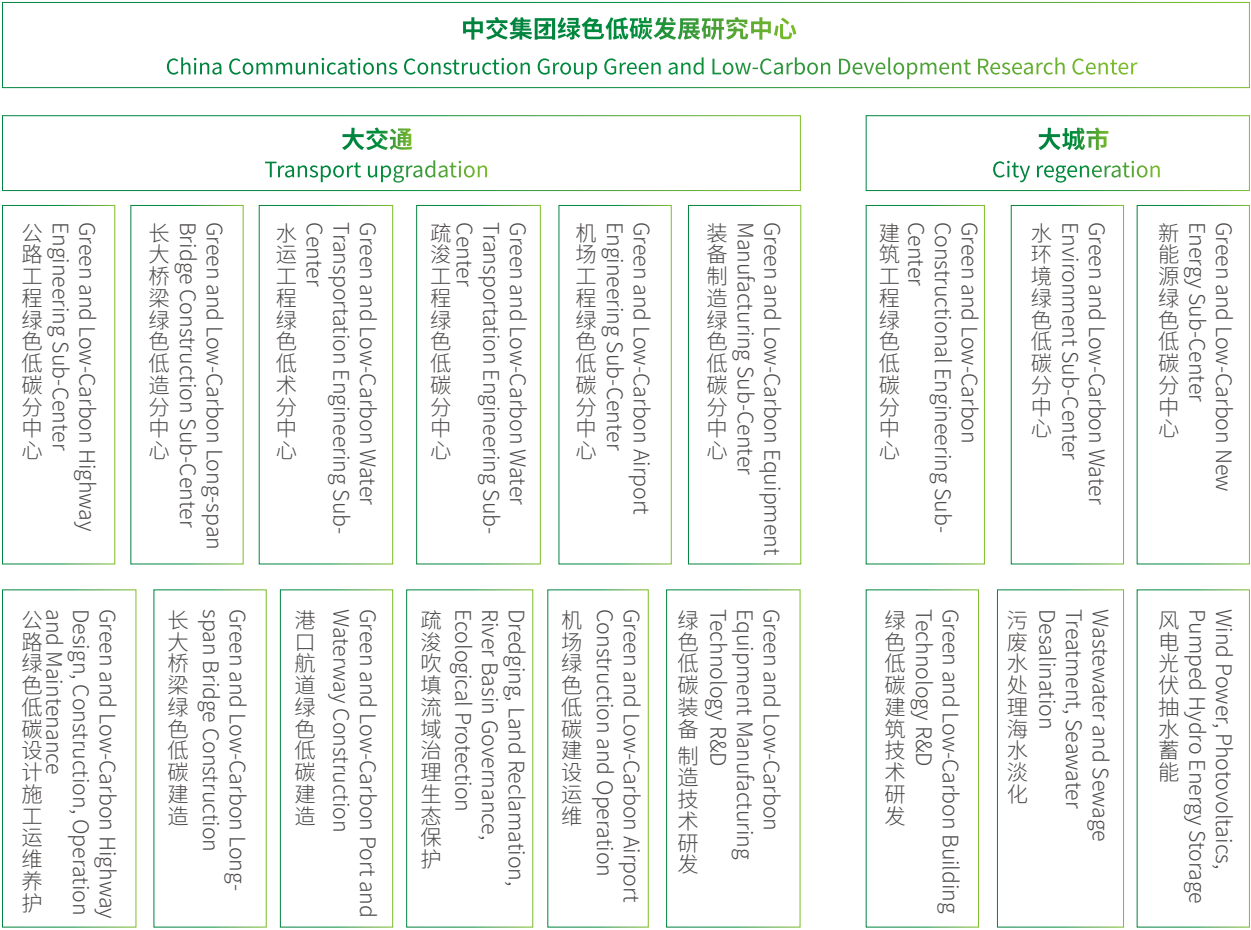 中交集团绿色低碳发展研究中心
China Communications Construction Group Green and Low-Carbon Development Research Center
大交通
Transport upgradation
大城市
City regeneration
Green and Low-Carbon Highway
Engineering Sub-Center
公路工程绿色低碳分中心
Green and Low-Carbon Long-span
Bridge Construction Sub-Center
长大桥梁绿色低造分中心
Green and Low-Carbon Water
Transportation Engineering Sub-
Center
水运工程绿色低术分中心
Green and Low-Carbon Water
Transportation Engineering Sub-
Center
疏浚工程绿色低碳分中心
Green and Low-Carbon Airport
Engineering Sub-Center
机场工程绿色低碳分中心
Green and Low-Carbon Equipment
Manufacturing Sub-Center
装备制造绿色低碳分中心
Green and Low-Carbon
Constructional Engineering Sub-
Center
建筑工程绿色低碳分中心
Green and Low-Carbon Water
Environment Sub-Center
水环境绿色低碳分中心
Green and Low-Carbon New
Energy Sub-Center
新能源绿色低碳分中心
Green and Low-Carbon Highway
Design, Construction, Operation
and Maintenance
公路绿色低碳设计施工运维养护
Green and Low-Carbon Long-
span Bridge Construction
长大桥梁绿色低碳建造
Green and Low-Carbon Port and
Waterway Construction
港口航道绿色低碳建造
Dredging, Land Reclamation,
River Basin Governance,
Ecological Protection
疏浚吹填流域治理生态保护
Green and Low-Carbon Airport
Construction and Operation
机场绿色低碳建设运维
Green and Low-Carbon
Equipment Manufacturing
Technology R&D
绿色低碳装备 制造技术研发
Green and Low-Carbon Building
Technology R&D
绿色低碳建筑技术研发
Wastewater and Sewage
Treatment, Seawater
Desalination
污废水处理海水淡化
Wind Power, Photovoltaics,
Pumped Hydro Energy Storage
风电光伏抽水蓄能